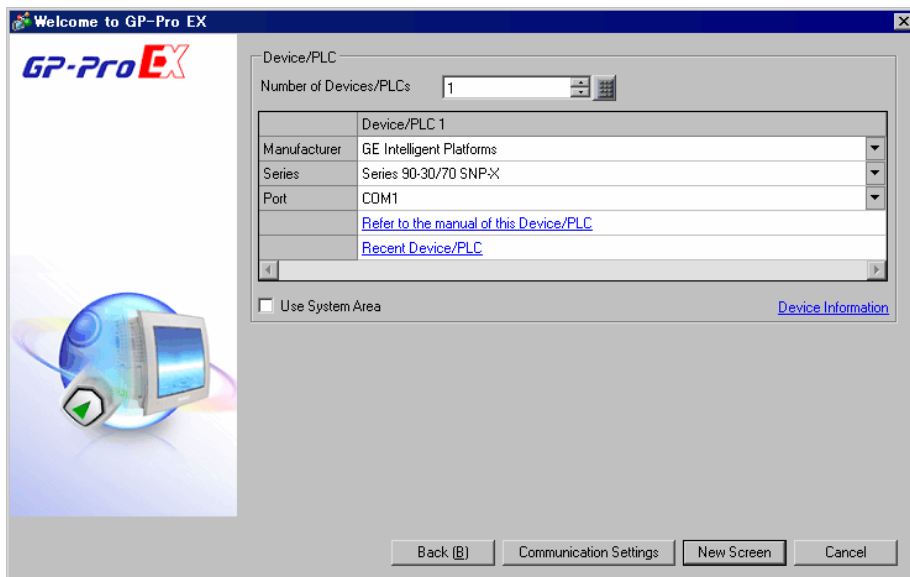 Welcome to GP-Pro EX
GP-Pro EX
Device/PLC
Number of Devices/PLCs 1
Device/PLC 1
Manufacturer GE Intelligent Platforms
Series Series 90-30/70 SNP-X
Port COM1
Refer to the manual of this Device/PLC
Recent Device/PLC
Use System Area Device Information
Back (B) Communication Settings New Screen Cancel